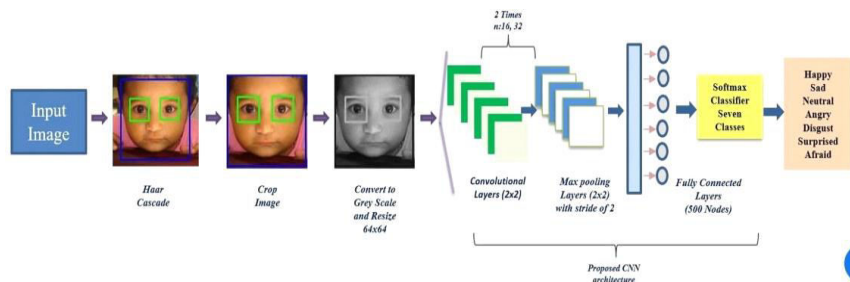 2 Times
n:16, 32
Input
Image
Haar
Cascade
Crop
Image
Convert to
Grey Scale
and Resize
64x64
Convolutional
Layers (2x2)
Max pooling
Layers (2x2)
with stride of 2
Fully Connected
Layers
(500 Nodes)
Softmax
Classifier
Seven
Classes
Happy
Sad
Neutral
Angry
Disgust
Surprised
Afraid
Proposed CNN
architecture